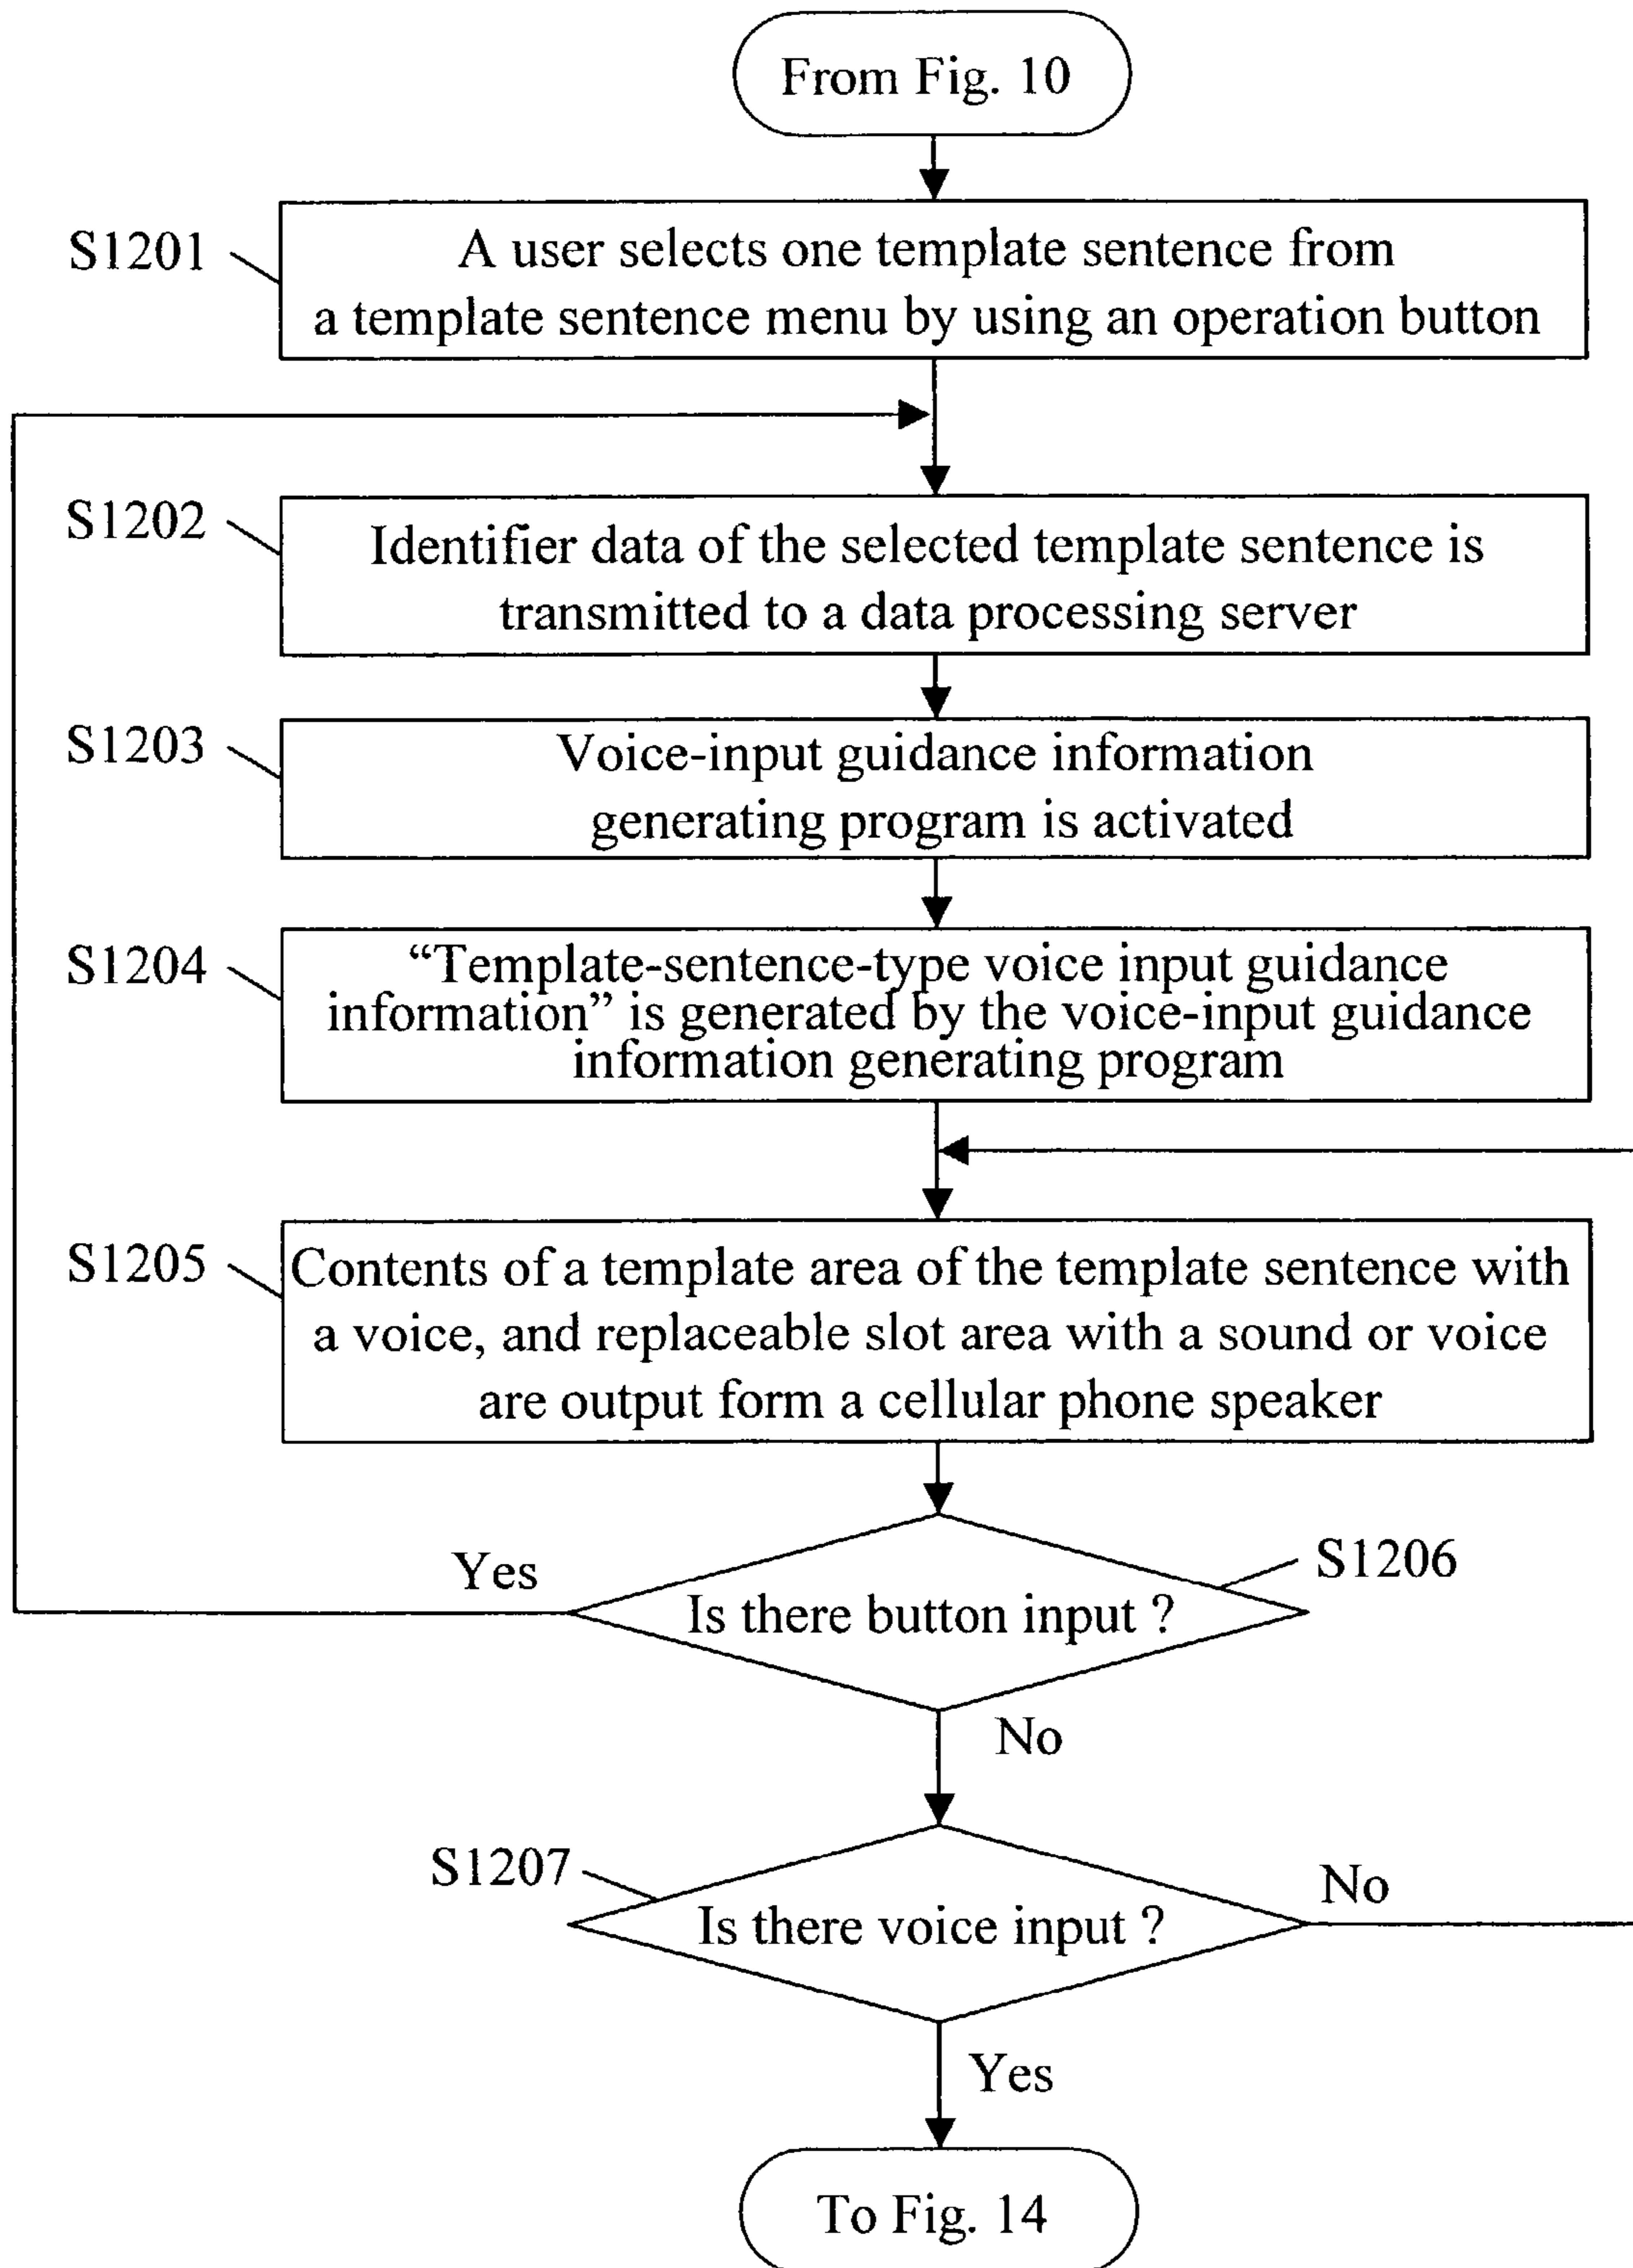 From Fig. 10
S1201
A user selects one template sentence from
a template sentence menu by using an operation button
S1202
Identifier data of the selected template sentence is
transmitted to a data processing server
S1203
Voice-input guidance information
generating program is activated
S1204
“Template-sentence-type voice input guidance
information” is generated by the voice-input guidance
information generating program
S1205
Contents of a template area of the template sentence with
a voice, and replaceable slot area with a sound or voice
are output form a cellular phone speaker
Yes
S1206
Is there button input ?
No
S1207
No
Is there voice input ?
Yes
To Fig. 14